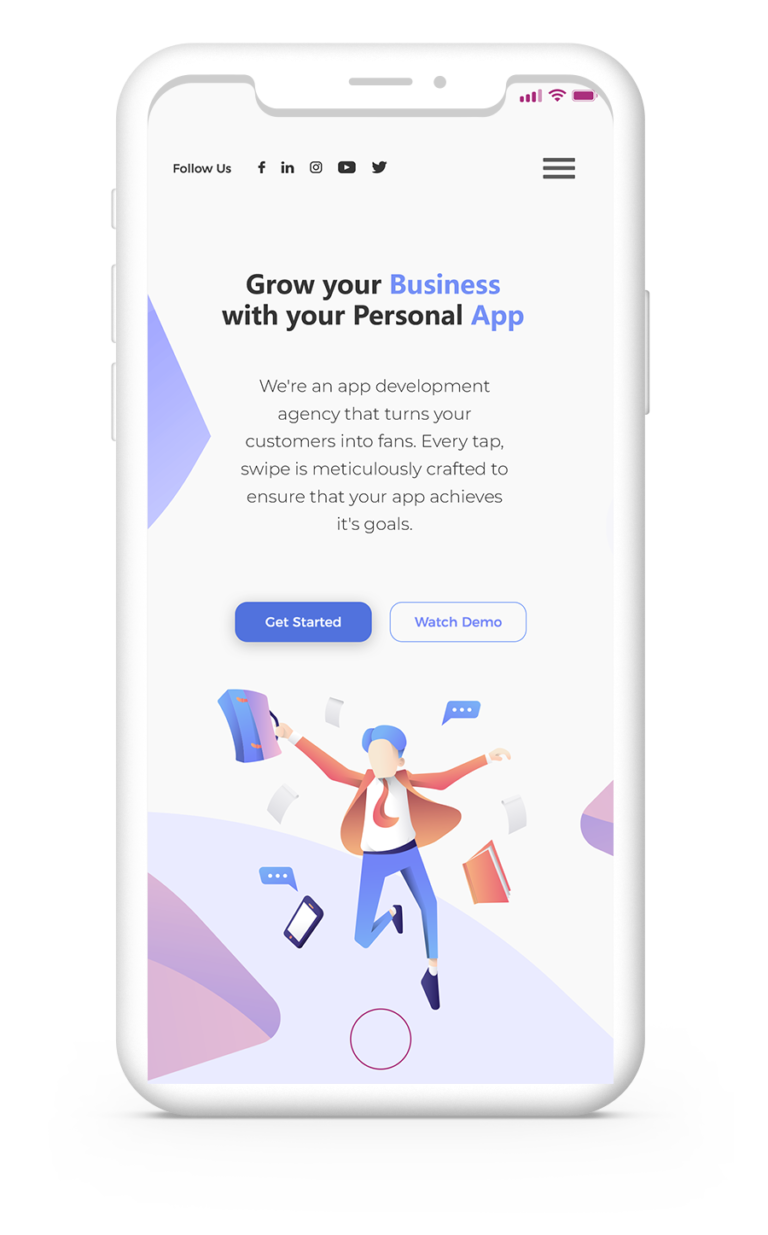 Follow Us
Grow your Business
with your Personal App
We're an app development
agency that turns your
customers into fans. Every tap,
swipe is meticulously crafted to
ensure that your app achieves
it's goals.
Get Started
Watch Demo